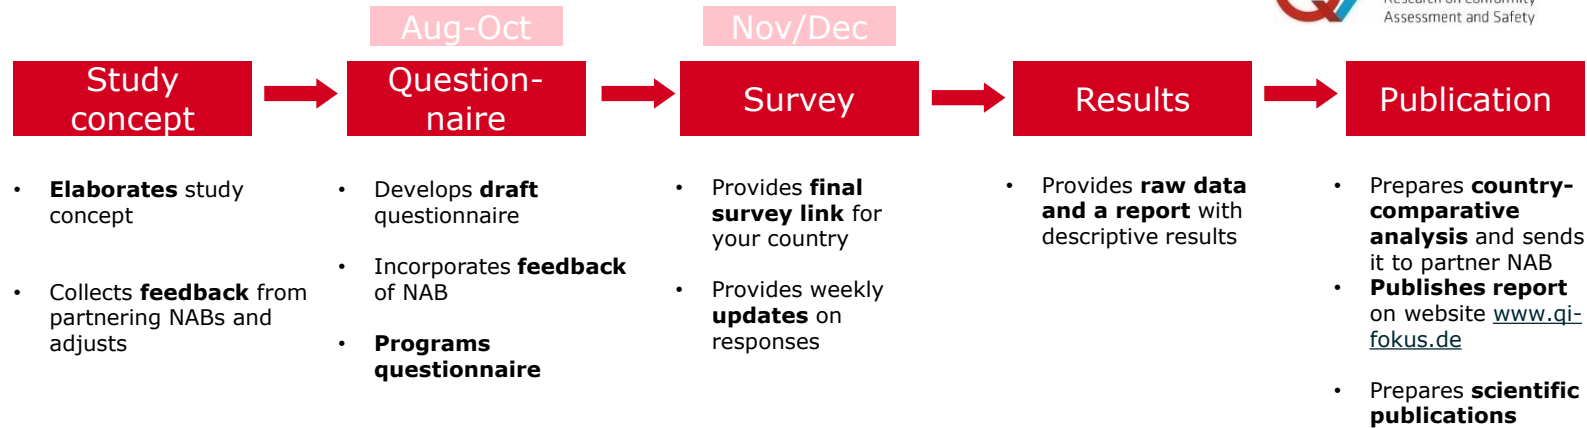 Assessment and Safety
Aug-Oct
Nov/Dec
Study
concept
Question-
naire
Survey
Results
Publication
• Elaborates study
concept
• Collects feedback from
partnering NABs and
adjusts
• Develops draft
questionnaire
• Incorporates feedback
of NAB
• Programs
questionnaire
• Provides final
survey link for
your country
• Provides weekly
updates on
responses
• Provides raw data
and a report with
descriptive results
• Prepares country-
comparative
analysis and sends
it to partner NAB
• Publishes report
on website www.qi-
fokus.de
• Prepares scientific
publications